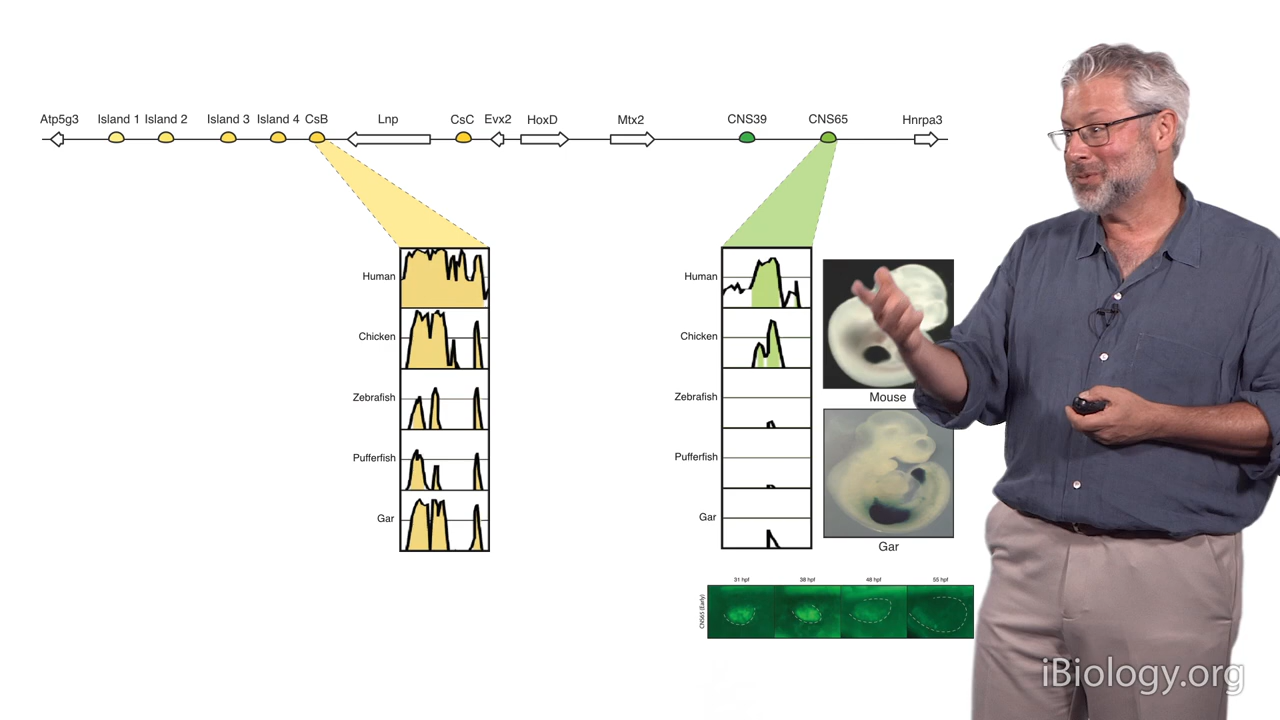 Atp5g3 Island 1 Island 2 Island 3 Island 4 CsB Lnp CsC Evx2 HoxD Mtx2 CNS39 CNS65 Hnrpa3
Human
Chicken
Zebrafish
Pufferfish
Gar
Human
Chicken
Zebrafish
Pufferfish
Gar
Mouse
Gar
31 hpf 38 hpf 48 hpf 55 hpf
CNS65 (Early)
iBiology.org